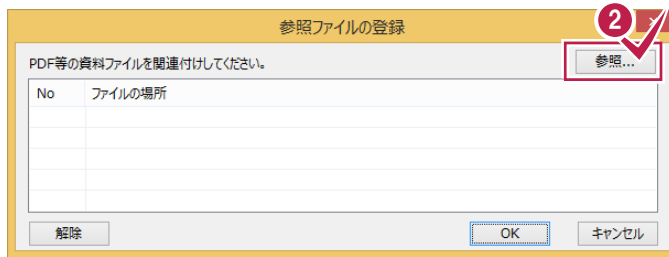 参照ファイルの登録
2
PDF等の資料ファイルを関連付けしてください。
参照...
No ファイルの場所
解除 OK キャンセル